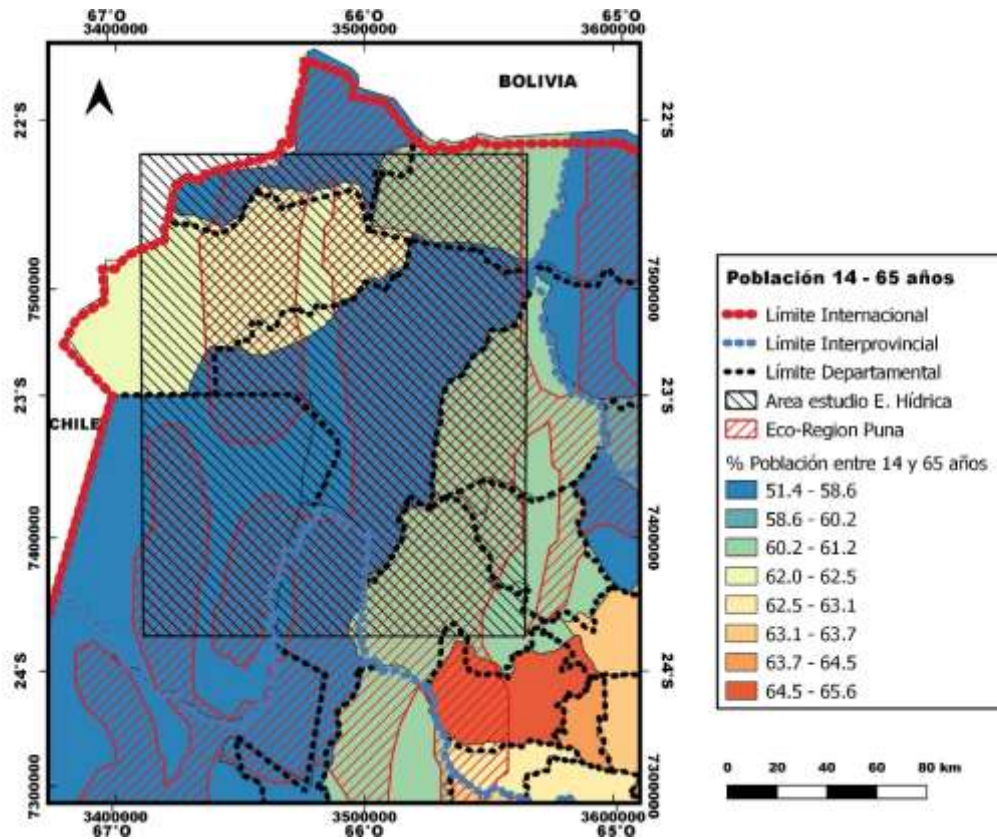 67°O 66°O 65°O
3400000 3500000 3600000
BOLIVIA
22°S 22°S
7500000 7500000
23°S 23°S
CHILE
7400000 7400000
24°S 24°S
7300000 7300000
3400000 3500000 3600000
67°O 66°O 65°O
Población 14 - 65 años
Límite Internacional
Límite Interprovincial
Límite Departamental
Area estudio E. Hídrica
Eco-Region Puna
% Población entre 14 y 65 años
51.4 - 58.6
58.6 - 60.2
60.2 - 61.2
62.0 - 62.5
62.5 - 63.1
63.1 - 63.7
63.7 - 64.5
64.5 - 65.6
0 20 40 60 80 km